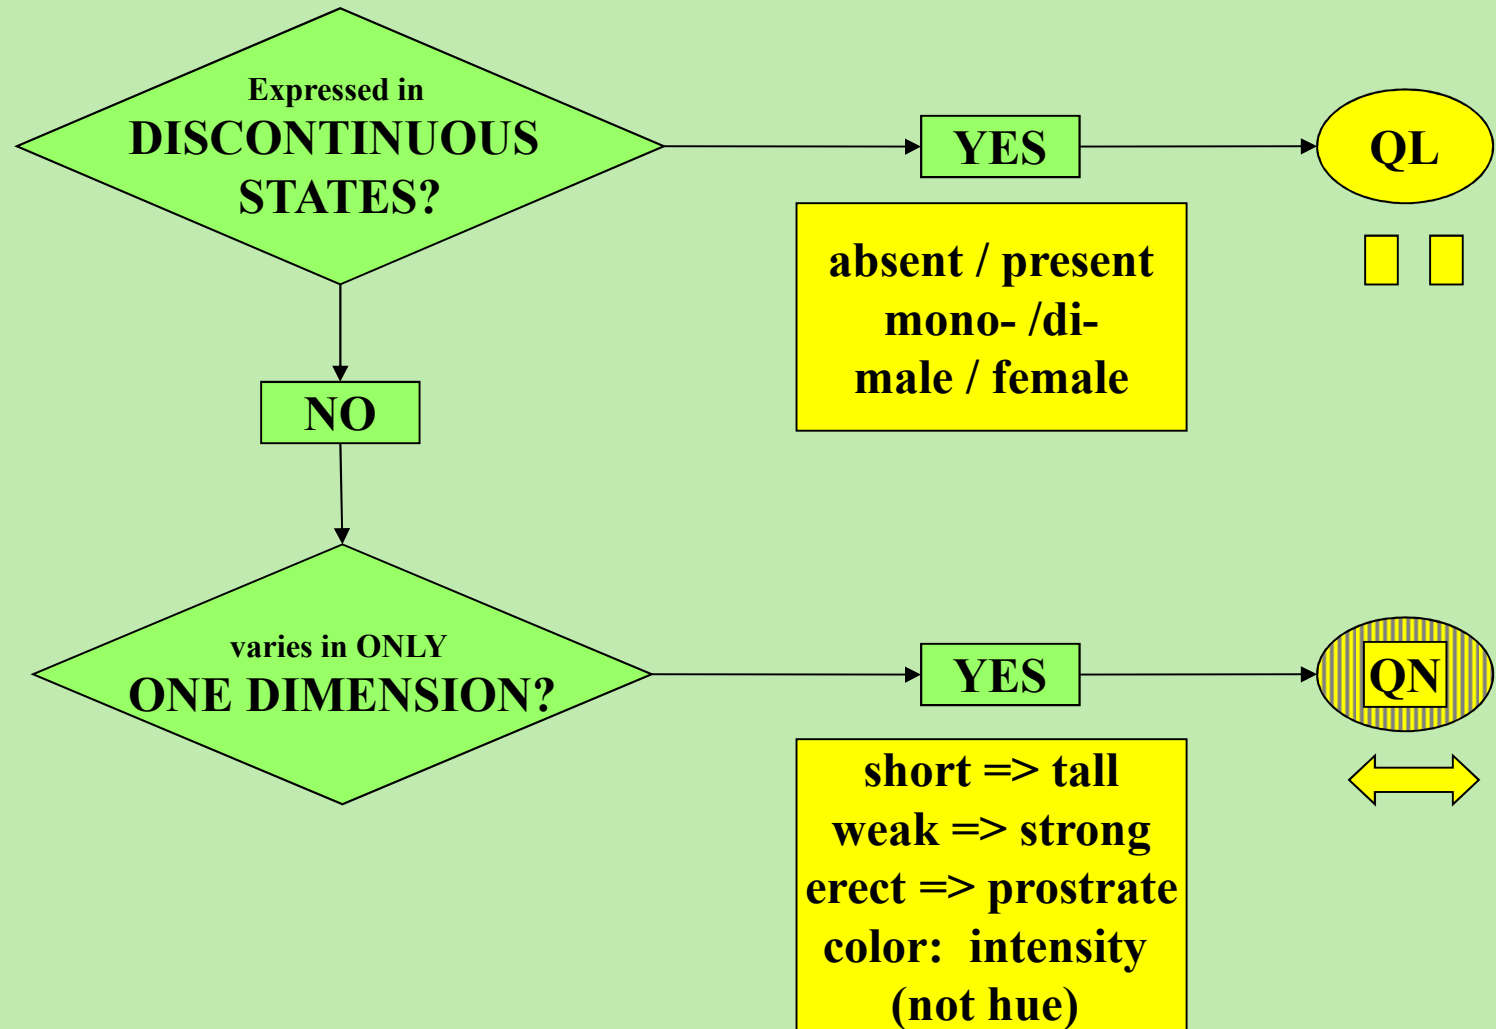 Expressed in
DISCONTINUOUS
STATES?
YES
QL
absent / present
mono- /di-
male / female
NO
varies in ONLY
ONE DIMENSION?
YES
QN
short => tall
weak => strong
erect => prostrate
color: intensity
(not hue)